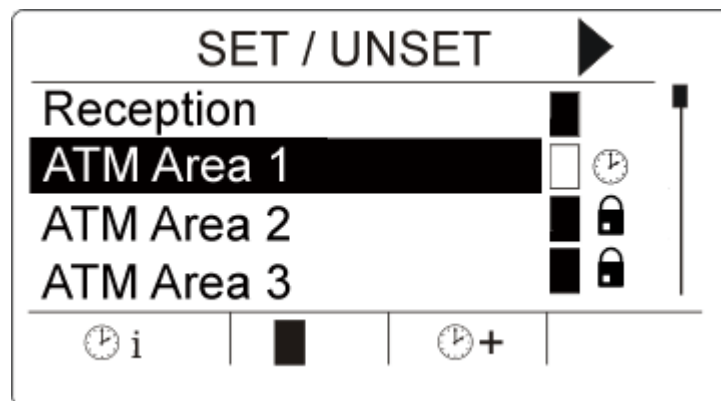 SET / UNSET
Reception
ATM Area 1
ATM Area 2
ATM Area 3
i
+